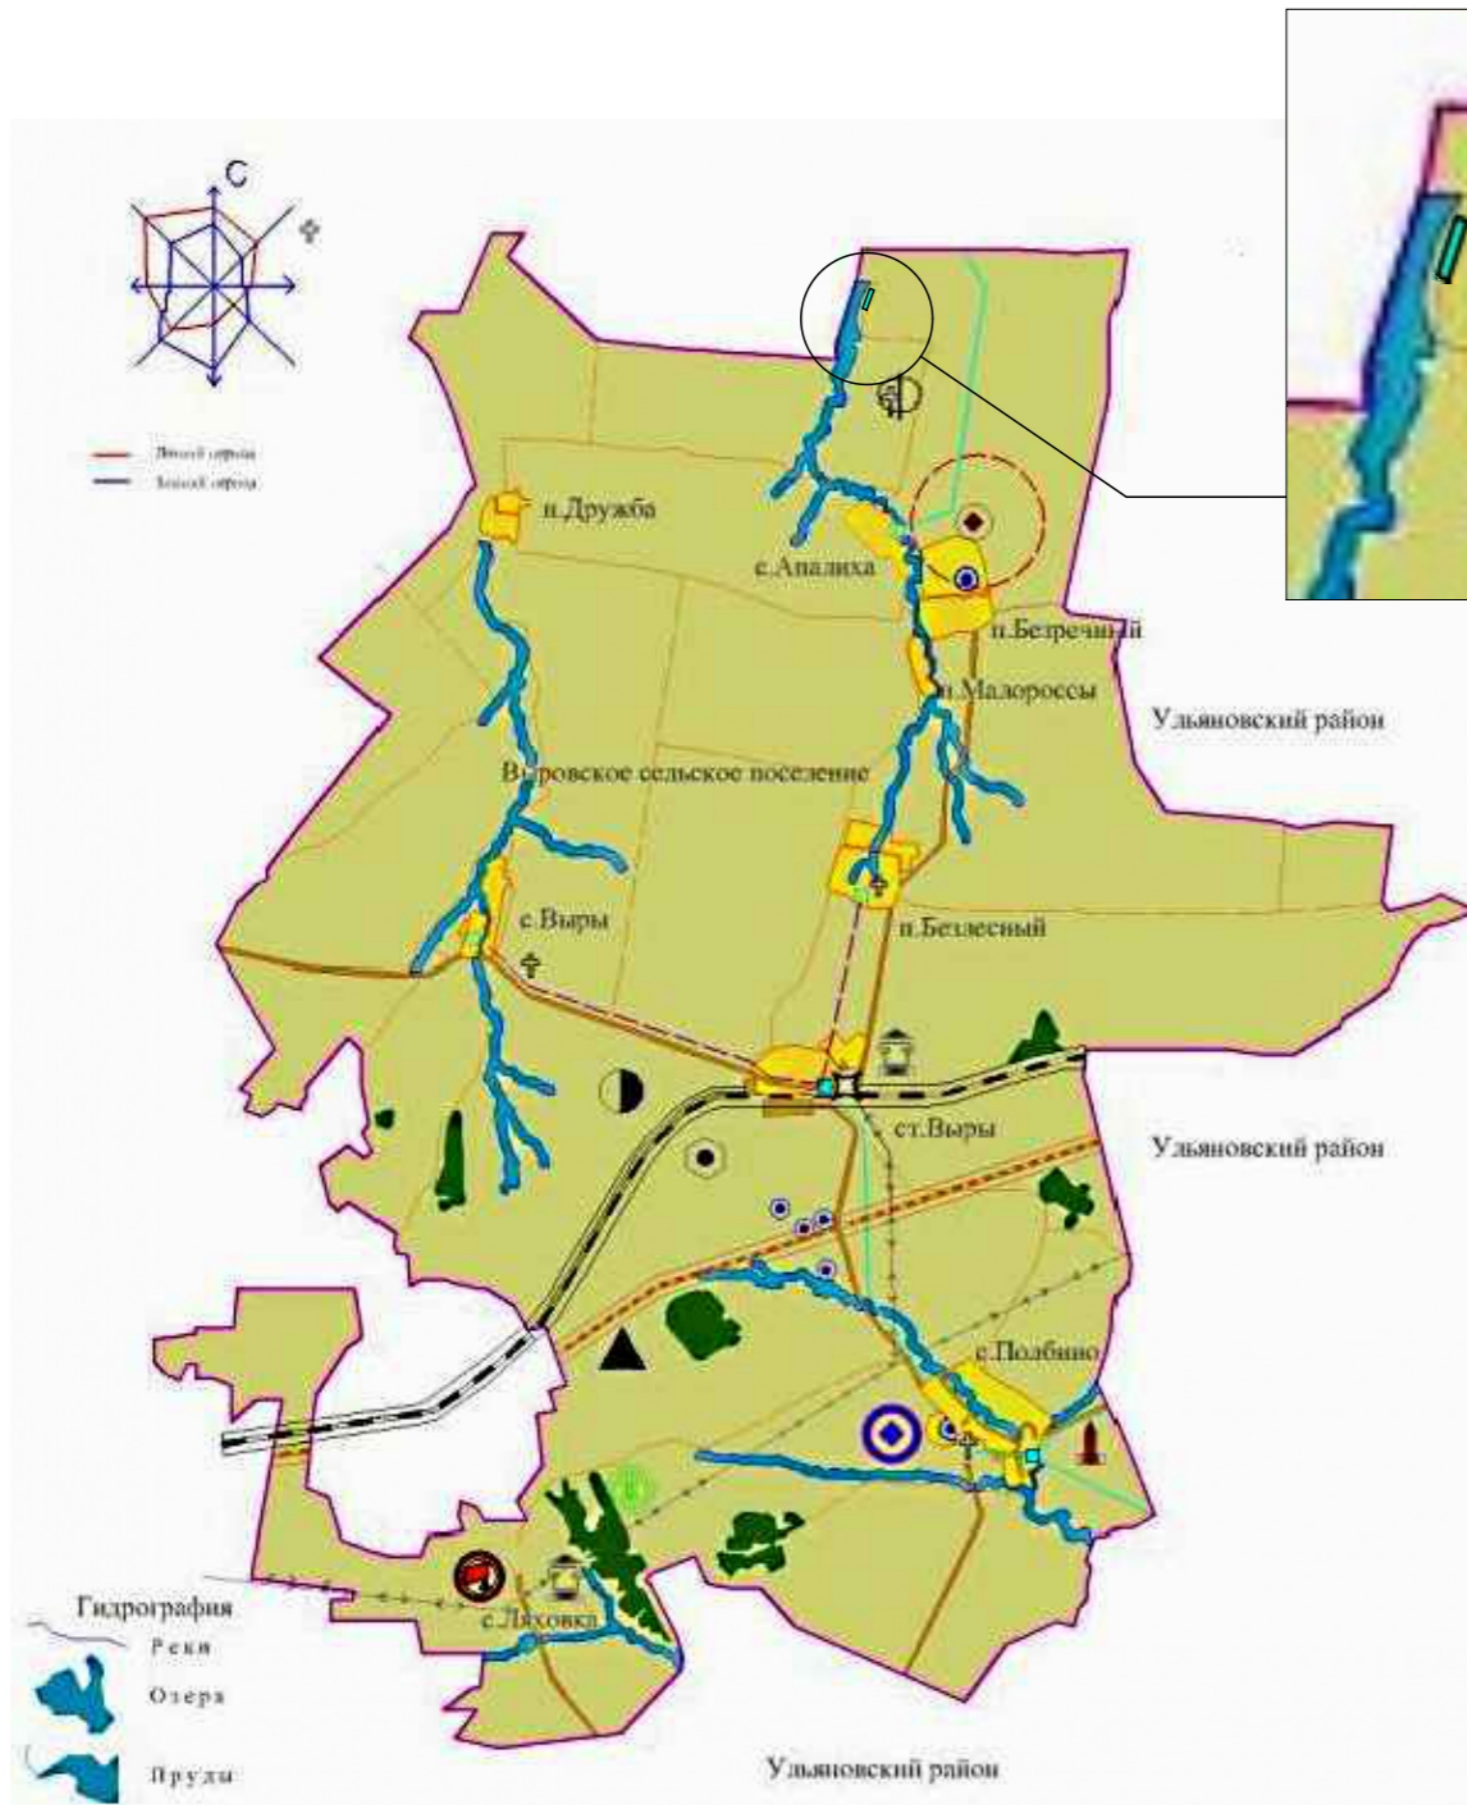 С
п.Дружба
с.Апалиха
п.Безречный
п.Малороссы
Ульяновский район
Выровское сельское поселение
с.Выры
п.Безлесный
ст.Выры
Ульяновский район
с.Полбино
Гидрография
с.Ляховка
Реки
Озера
Пруды
Ульяновский район